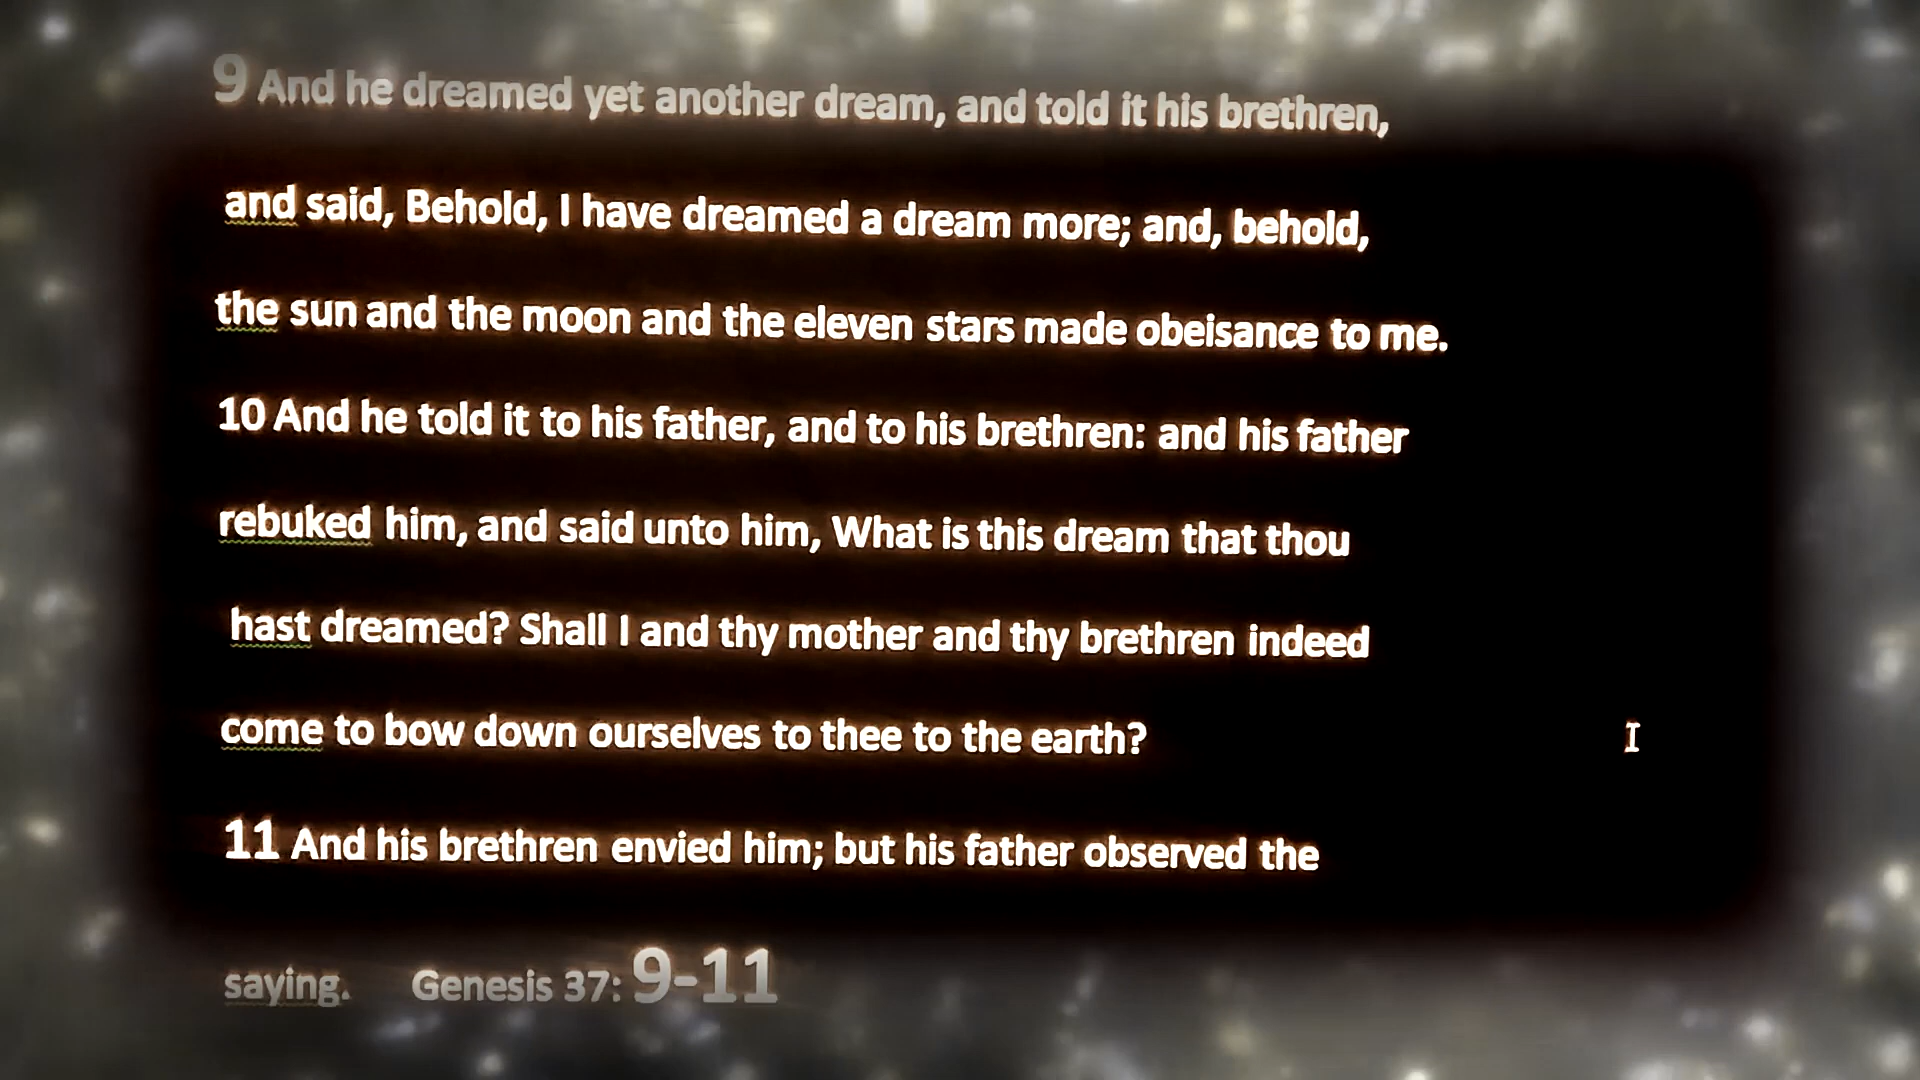 9 And he dreamed yet another dream, and told it his brethren,
and said, Behold, I have dreamed a dream more; and, behold,
the sun and the moon and the eleven stars made obeisance to me.
10 And he told it to his father, and to his brethren: and his father
rebuked him, and said unto him, What is this dream that thou
hast dreamed? Shall I and thy mother and thy brethren indeed
come to bow down ourselves to thee to the earth?
11 And his brethren envied him; but his father observed the
saying. Genesis 37: 9-11